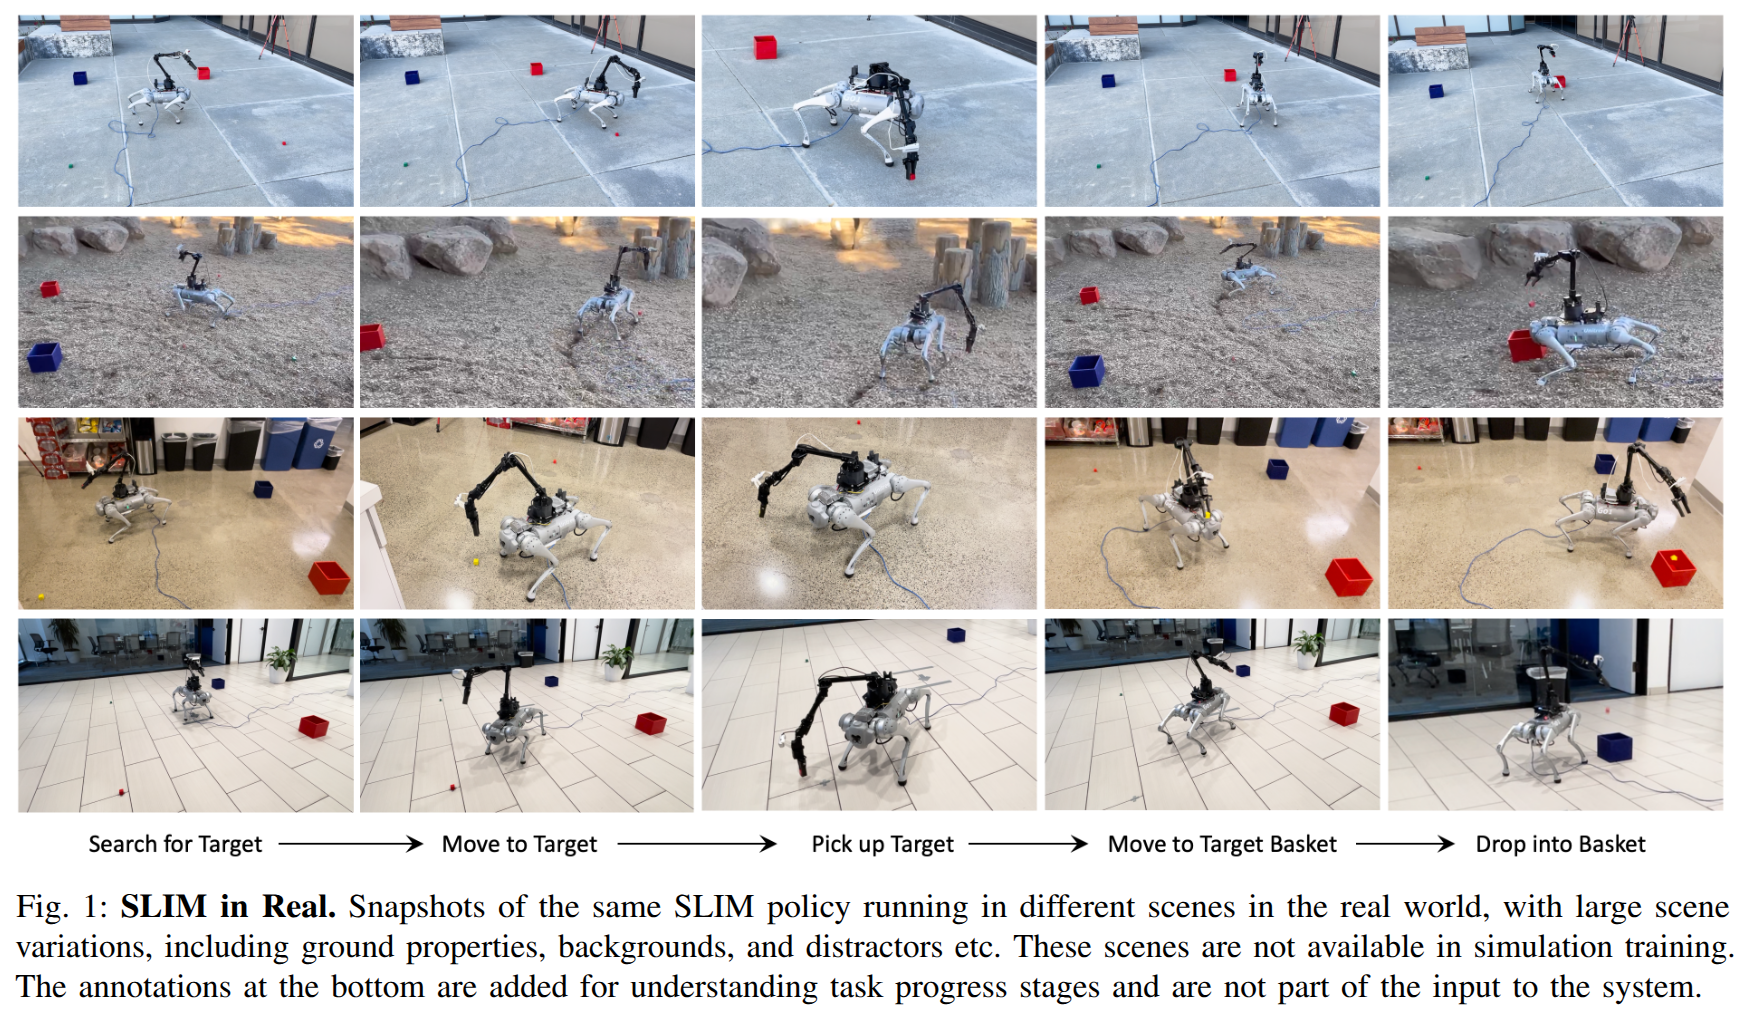 Search for Target Move to Target Pick up Target Move to Target Basket Drop into Basket
Fig. 1: SLIM in Real. Snapshots of the same SLIM policy running in different scenes in the real world, with large scene
variations, including ground properties, backgrounds, and distractors etc. These scenes are not available in simulation training.
The annotations at the bottom are added for understanding task progress stages and are not part of the input to the system.